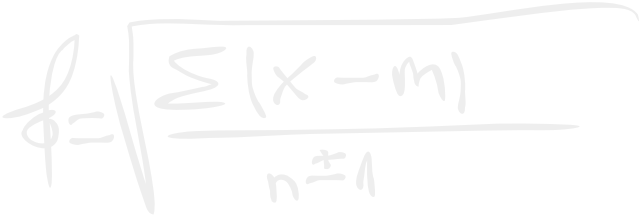 ϕ = √(Σ(x − m) / (n ± 1))